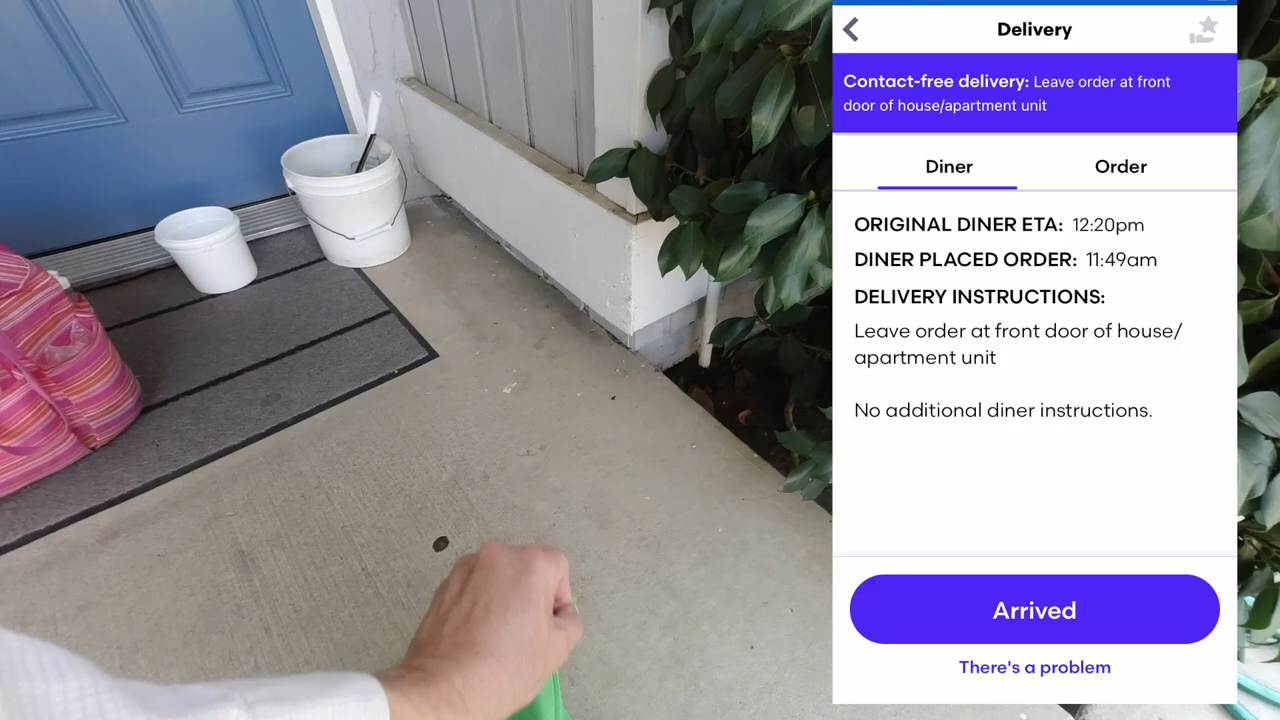 Delivery
Contact-free delivery: Leave order at front
door of house/apartment unit
Diner
Order
ORIGINAL DINER ETA: 12:20pm
DINER PLACED ORDER: 11:49am
DELIVERY INSTRUCTIONS:
Leave order at front door of house/
apartment unit
No additional diner instructions.
Arrived
There's a problem